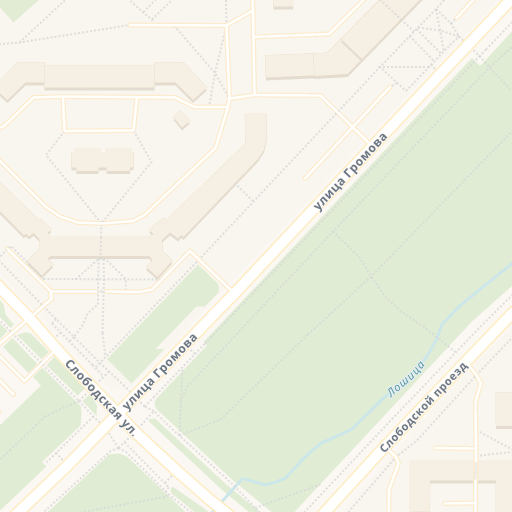 улица Громова
улица Громова
Слободская ул.
Лошица
Слободской проезд